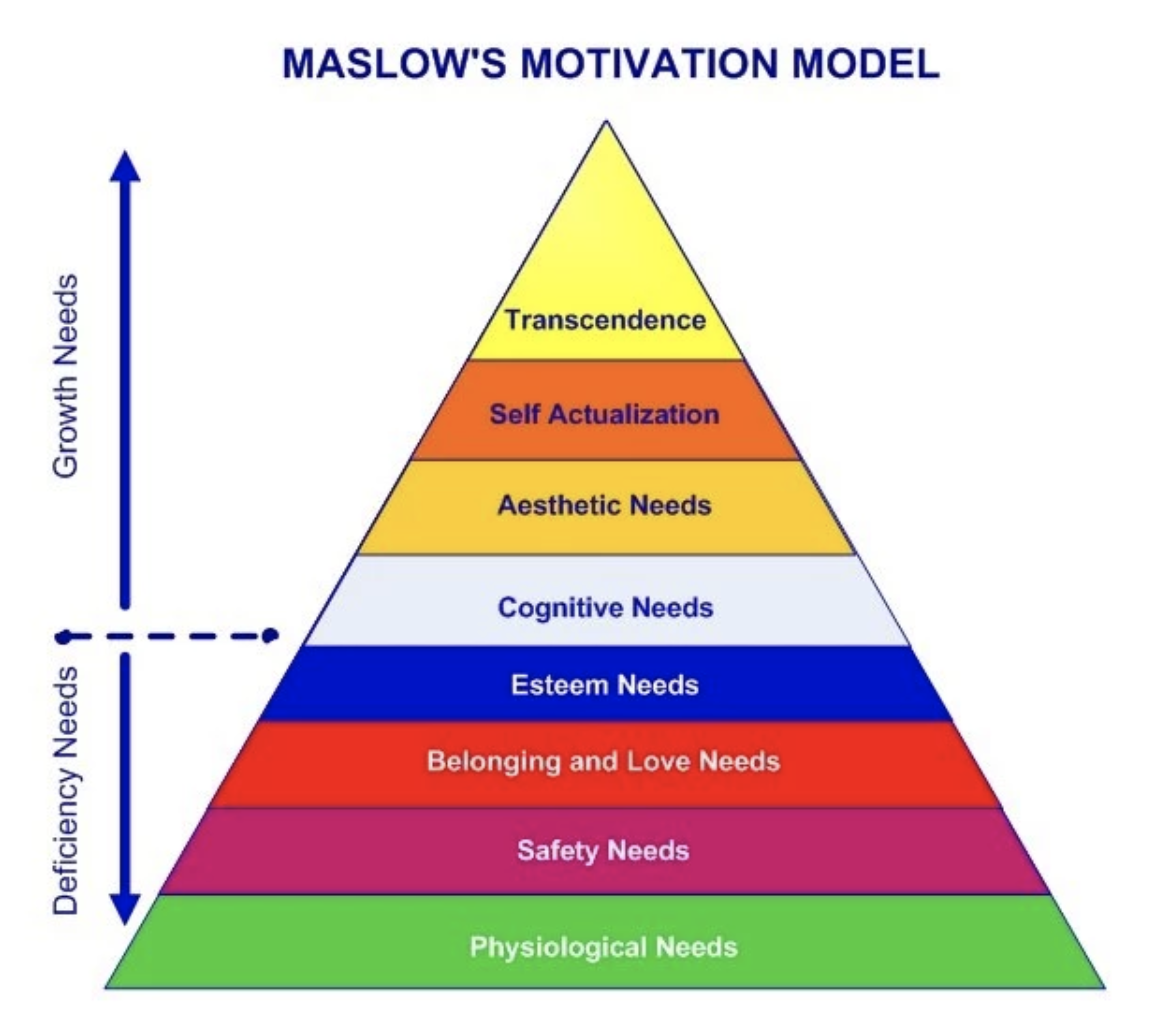 MASLOW'S MOTIVATION MODEL
Growth Needs
Deficiency Needs
Transcendence
Self Actualization
Aesthetic Needs
Cognitive Needs
Esteem Needs
Belonging and Love Needs
Safety Needs
Physiological Needs